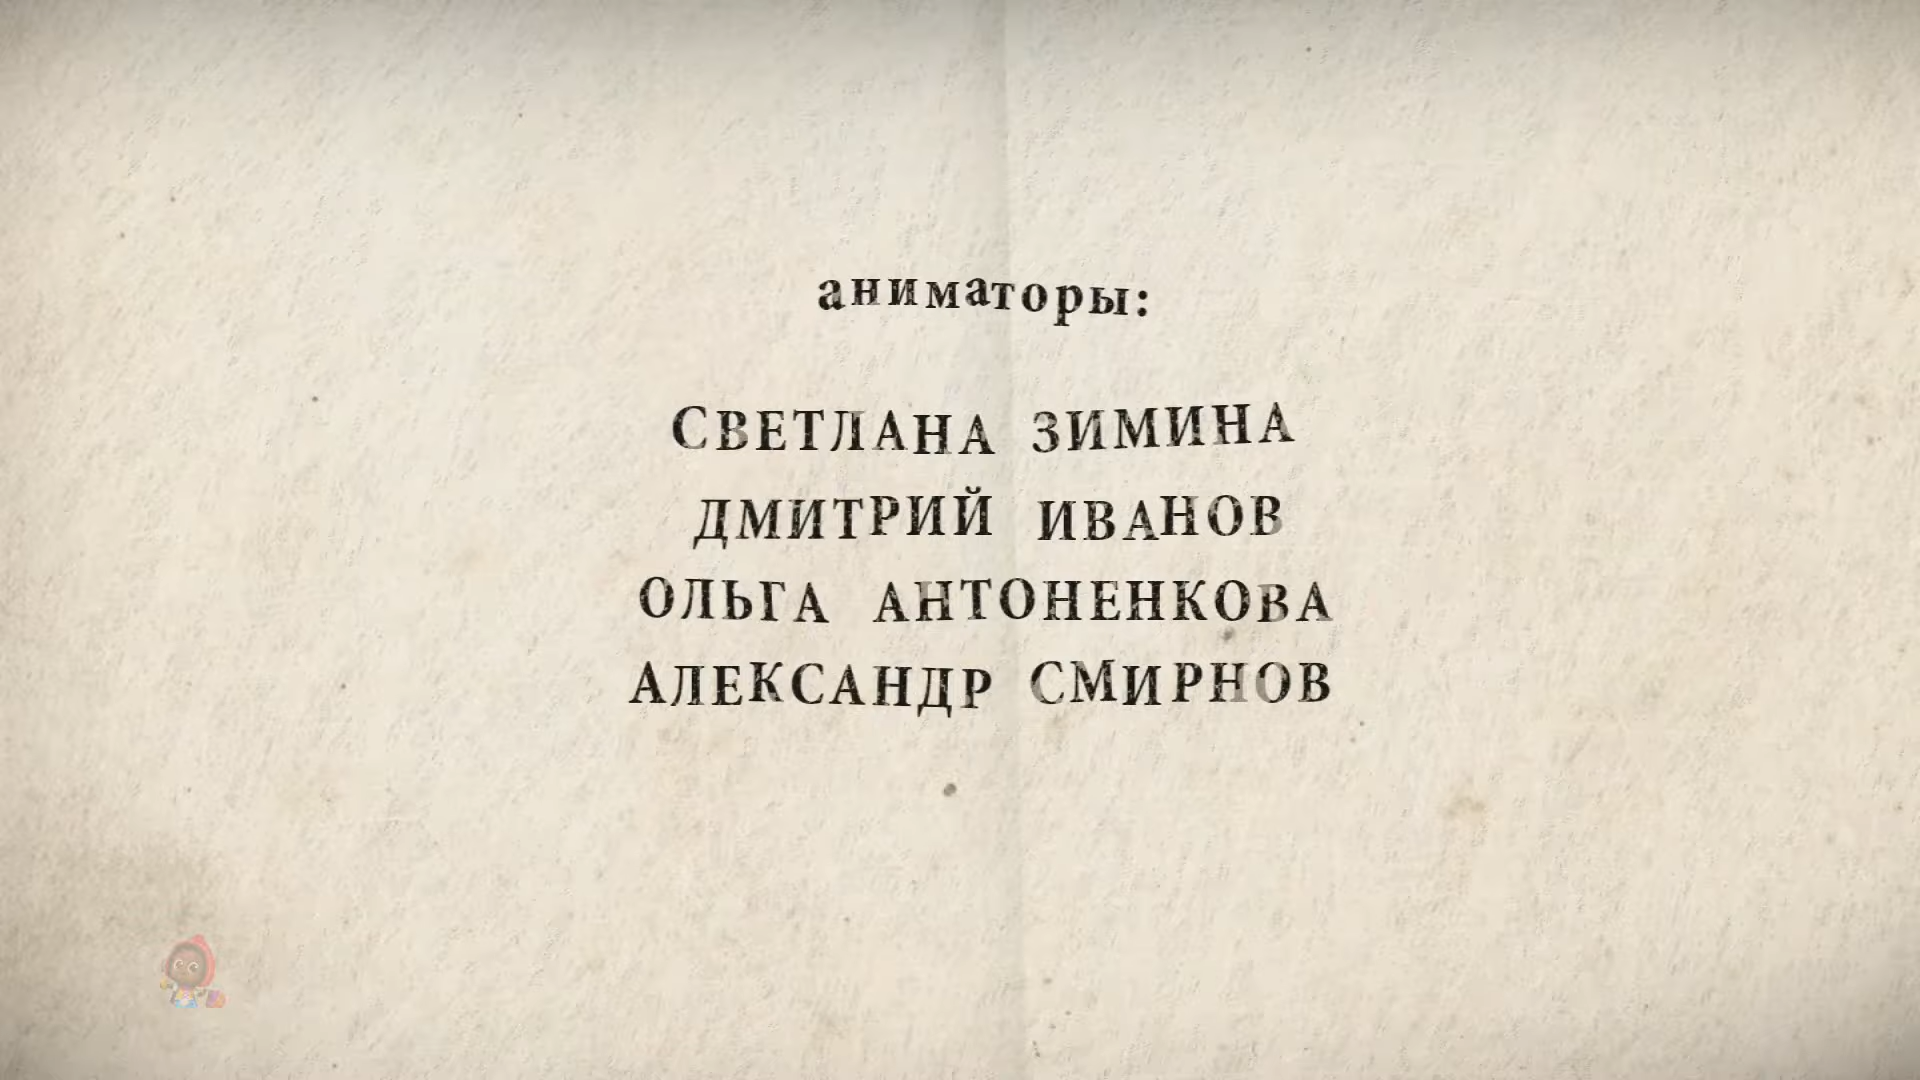 аниматоры:
СВЕТЛАНА ЗИМИНА
ДМИТРИЙ ИВАНОВ
ОЛЬГА АНТОНЕНКОВА
АЛЕКСАНДР СМИРНОВ